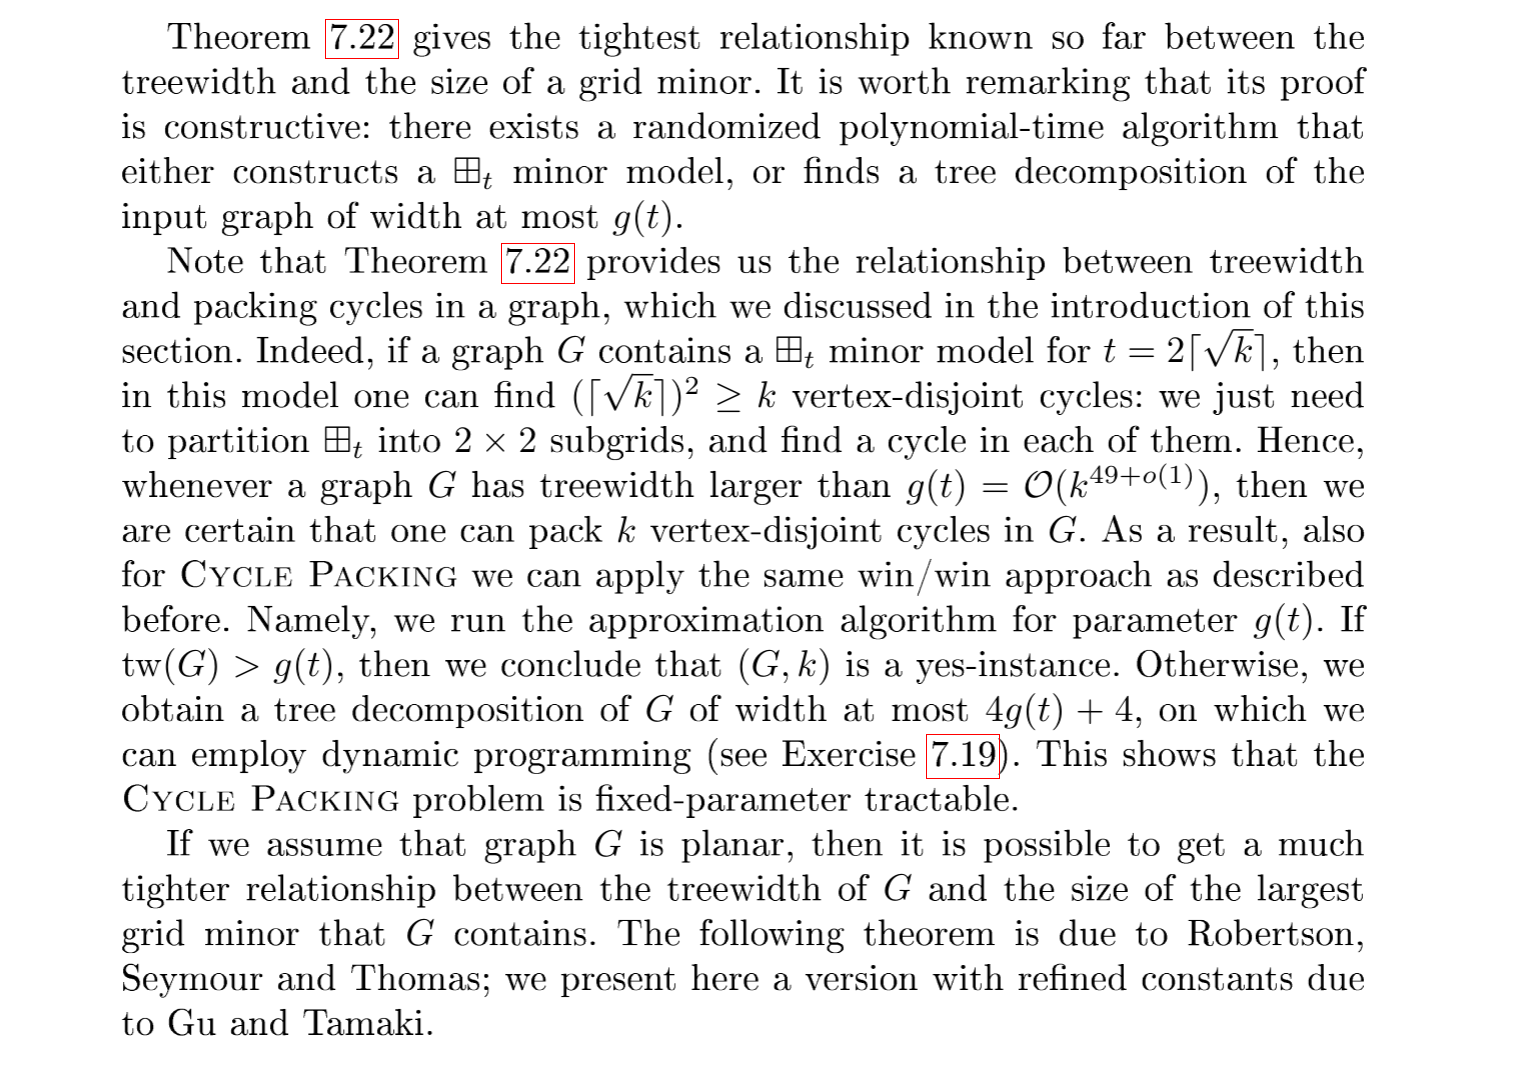 Theorem 7.22 gives the tightest relationship known so far between the
treewidth and the size of a grid minor. It is worth remarking that its proof
is constructive: there exists a randomized polynomial-time algorithm that
either constructs a ⊞_t minor model, or finds a tree decomposition of the
input graph of width at most g(t).
Note that Theorem 7.22 provides us the relationship between treewidth
and packing cycles in a graph, which we discussed in the introduction of this
section. Indeed, if a graph G contains a ⊞_t minor model for t = 2⌈√k⌉, then
in this model one can find (⌈√k⌉)² ≥ k vertex-disjoint cycles: we just need
to partition ⊞_t into 2 × 2 subgrids, and find a cycle in each of them. Hence,
whenever a graph G has treewidth larger than g(t) = O(k^{49+o(1)}), then we
are certain that one can pack k vertex-disjoint cycles in G. As a result, also
for CYCLE PACKING we can apply the same win/win approach as described
before. Namely, we run the approximation algorithm for parameter g(t). If
tw(G) > g(t), then we conclude that (G, k) is a yes-instance. Otherwise, we
obtain a tree decomposition of G of width at most 4g(t) + 4, on which we
can employ dynamic programming (see Exercise 7.19). This shows that the
CYCLE PACKING problem is fixed-parameter tractable.
If we assume that graph G is planar, then it is possible to get a much
tighter relationship between the treewidth of G and the size of the largest
grid minor that G contains. The following theorem is due to Robertson,
Seymour and Thomas; we present here a version with refined constants due
to Gu and Tamaki.